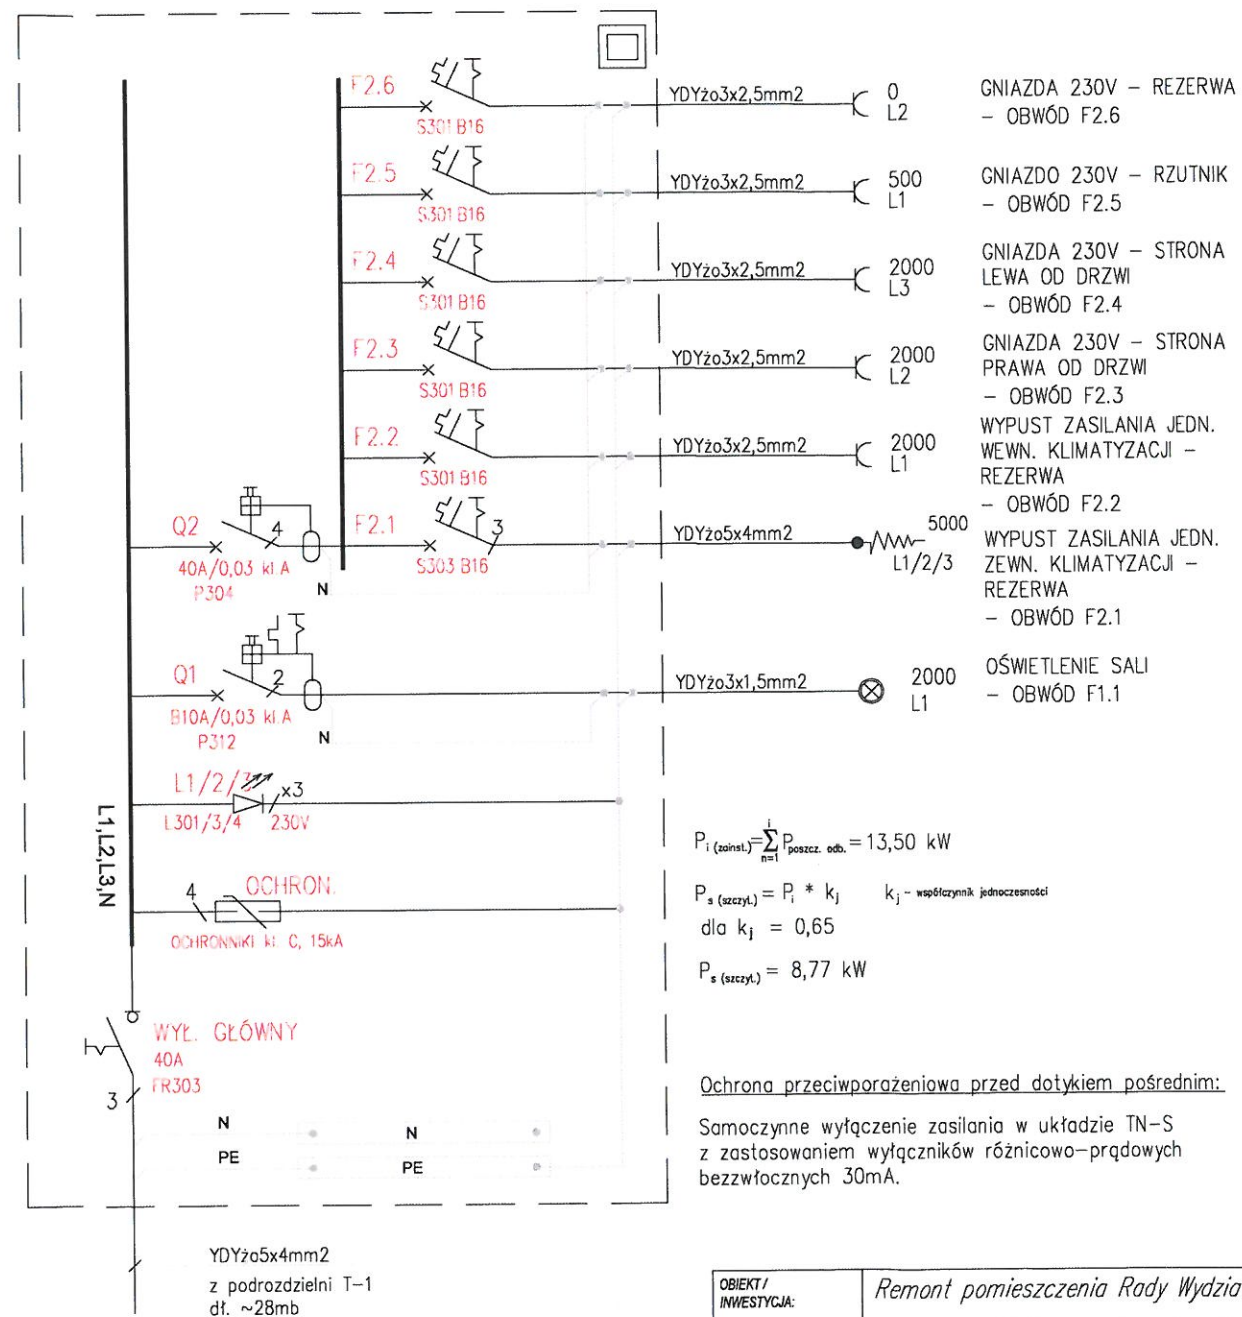 F2.6
S301 B16
YDYżo3x2,5mm2
0
L2
GNIAZDA 230V – REZERWA
– OBWÓD F2.6
F2.5
S301 B16
YDYżo3x2,5mm2
500
L1
GNIAZDO 230V – RZUTNIK
– OBWÓD F2.5
F2.4
S301 B16
YDYżo3x2,5mm2
2000
L3
GNIAZDA 230V – STRONA
LEWA OD DRZWI
– OBWÓD F2.4
F2.3
S301 B16
YDYżo3x2,5mm2
2000
L2
GNIAZDA 230V – STRONA
PRAWA OD DRZWI
– OBWÓD F2.3
F2.2
S301 B16
YDYżo3x2,5mm2
2000
L1
WYPUST ZASILANIA JEDN.
WEWN. KLIMATYZACJI –
REZERWA
– OBWÓD F2.2
Q2
4
40A/0,03 kl.A
P304
N
F2.1
3
S303 B16
YDYżo5x4mm2
5000
L1/2/3
WYPUST ZASILANIA JEDN.
ZEWN. KLIMATYZACJI –
REZERWA
– OBWÓD F2.1
Q1
2
B10A/0,03 kl.A
P312
N
YDYżo3x1,5mm2
2000
L1
OŚWIETLENIE SALI
– OBWÓD F1.1
L1/2/3
x3
L301/3/4 230V
L1,L2,L3,N
4
OCHRON.
OCHRONNIKI kl. C, 15kA
P i (zainst.) = i ∑ n=1 P poszcz. odb. = 13,50 kW
P s (szczyt.) = P i * k j k j – współczynnik jednoczesności
dla k j = 0,65
P s (szczyt.) = 8,77 kW
WYŁ. GŁÓWNY
40A
FR303
3
N N
PE PE
Ochrona przeciwporażeniowa przed dotykiem pośrednim:
Samoczynne wyłączenie zasilania w układzie TN–S
z zastosowaniem wyłączników różnicowo–prądowych
bezzwłocznych 30mA.
YDYżo5x4mm2
z podrozdzielni T–1
dł. ~28mb
OBIEKT/
INWESTYCJA:
Remont pomieszczenia Rady Wydzia